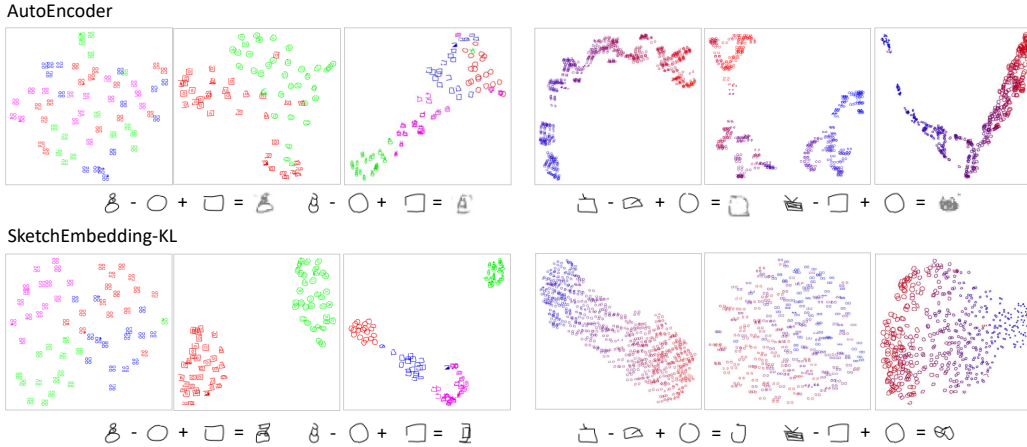 AutoEncoder
- + = - + = - + = - + =
SketchEmbedding-KL
- + = - + = - + = - + =